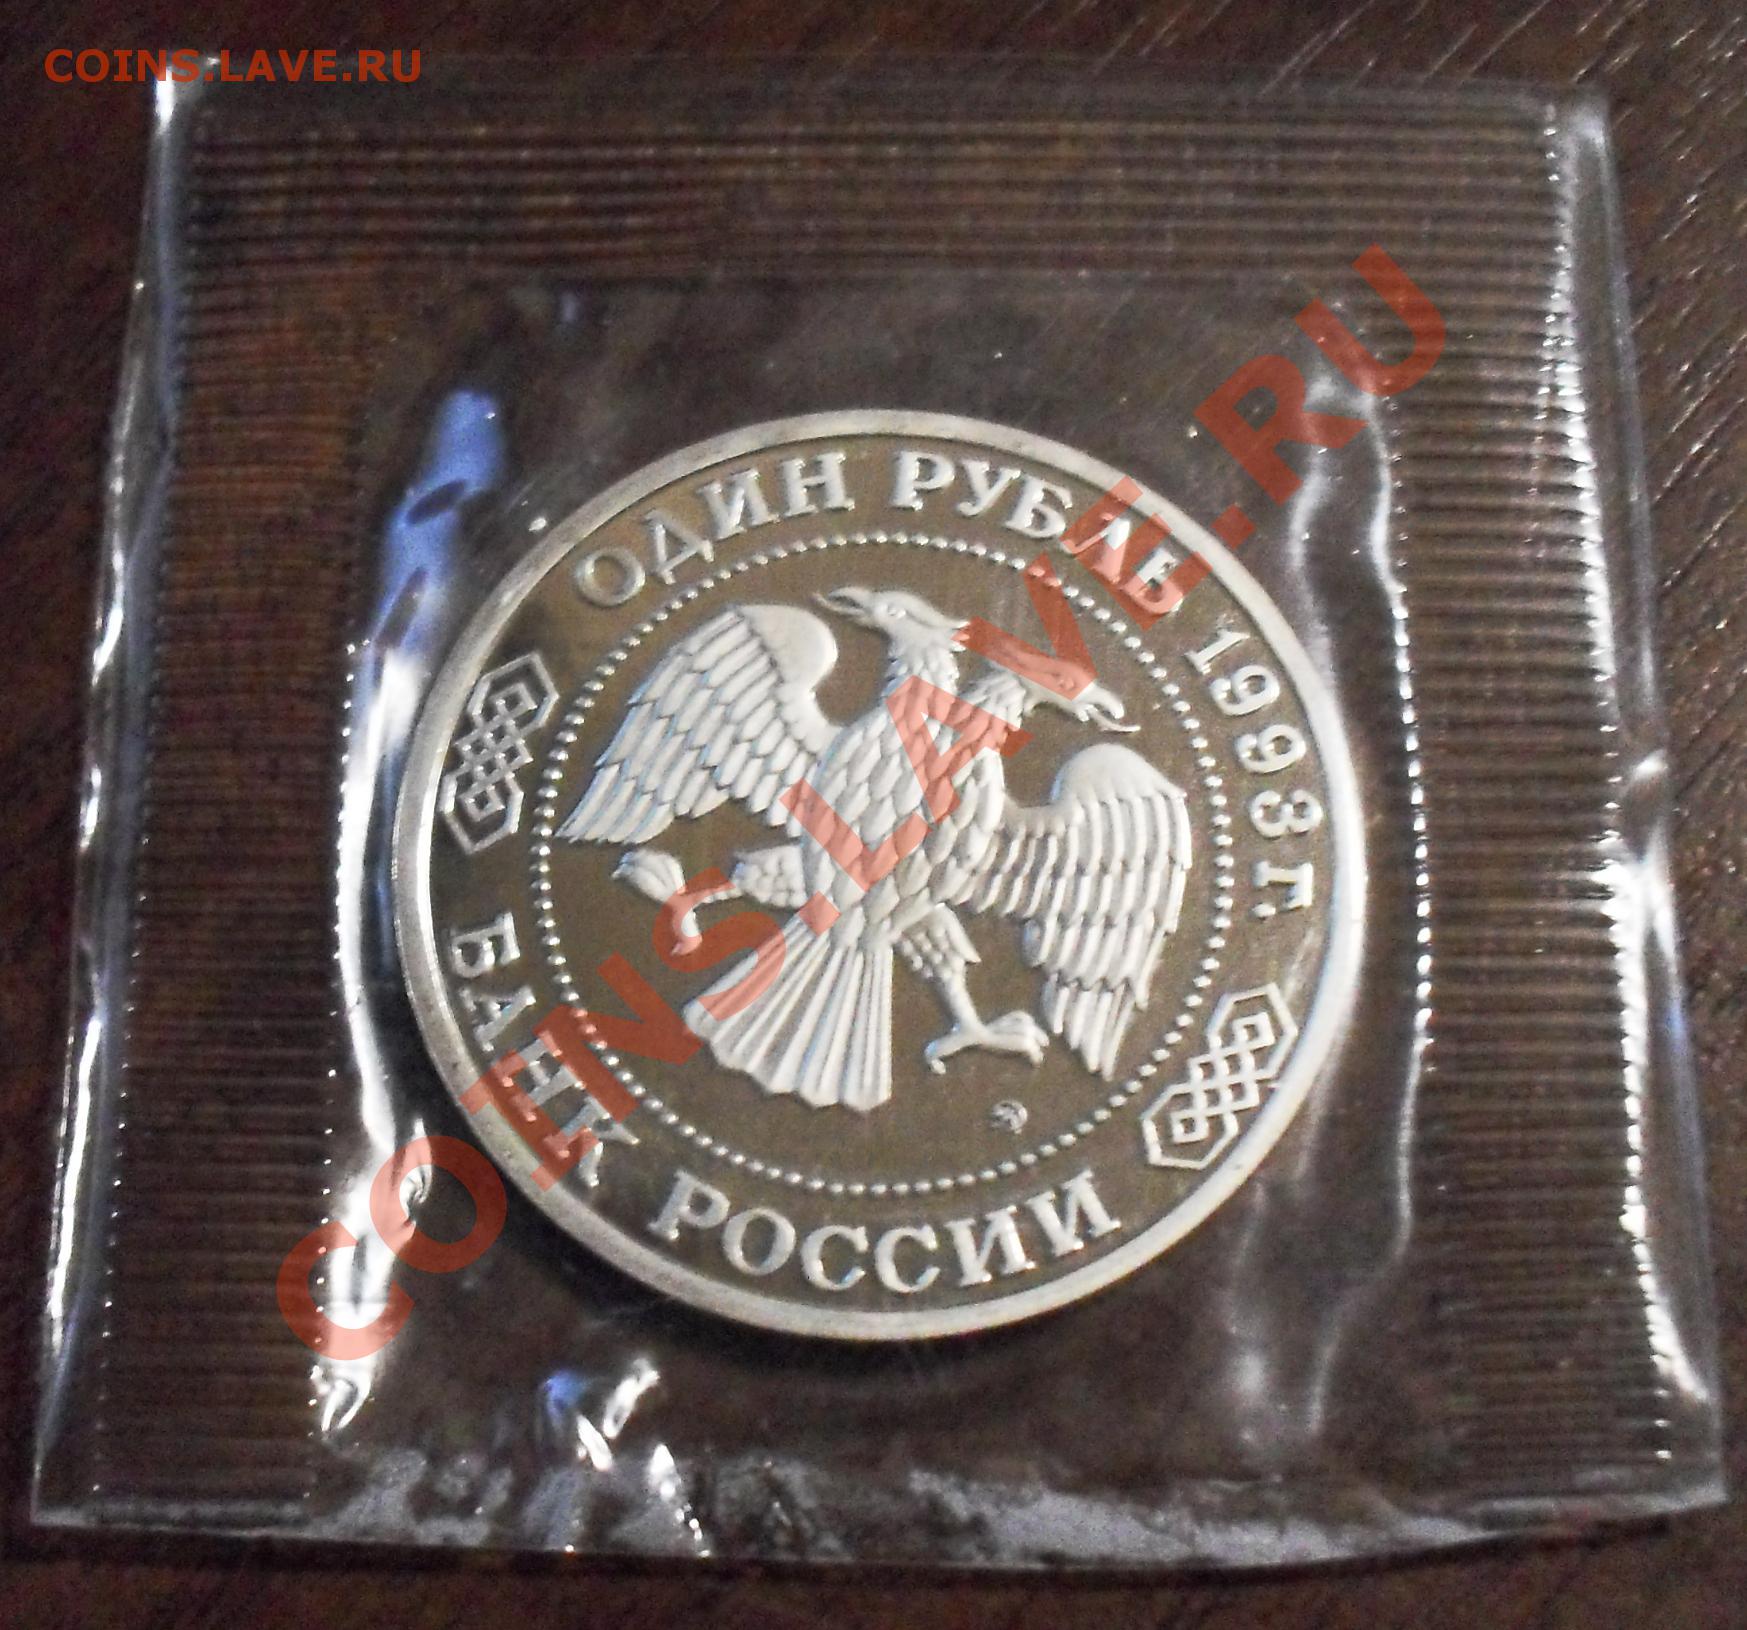 COINS.LAVE.RU
ОДИН РУБЛЬ 1993 Г.
БАНК РОССИИ
COINS.LAVE.RU